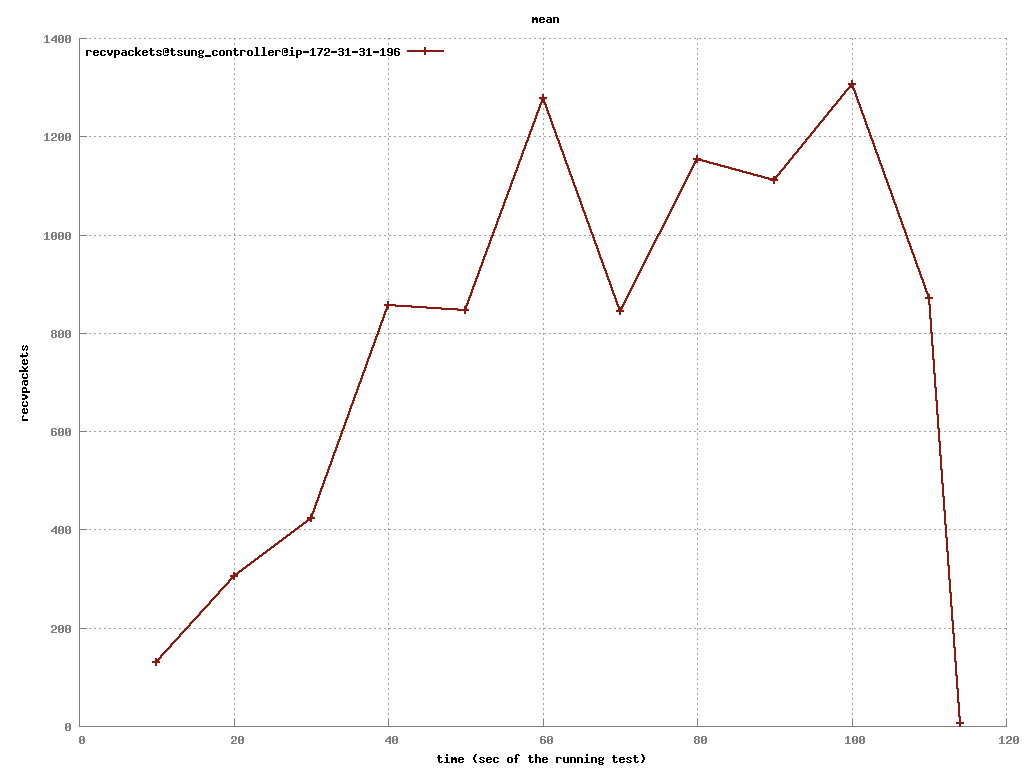 mean
1400
recvpackets@tsung_controller@ip-172-31-31-196
1200
1000
800
recvpackets
600
400
200
0
0 20 40 60 80 100 120
time (sec of the running test)